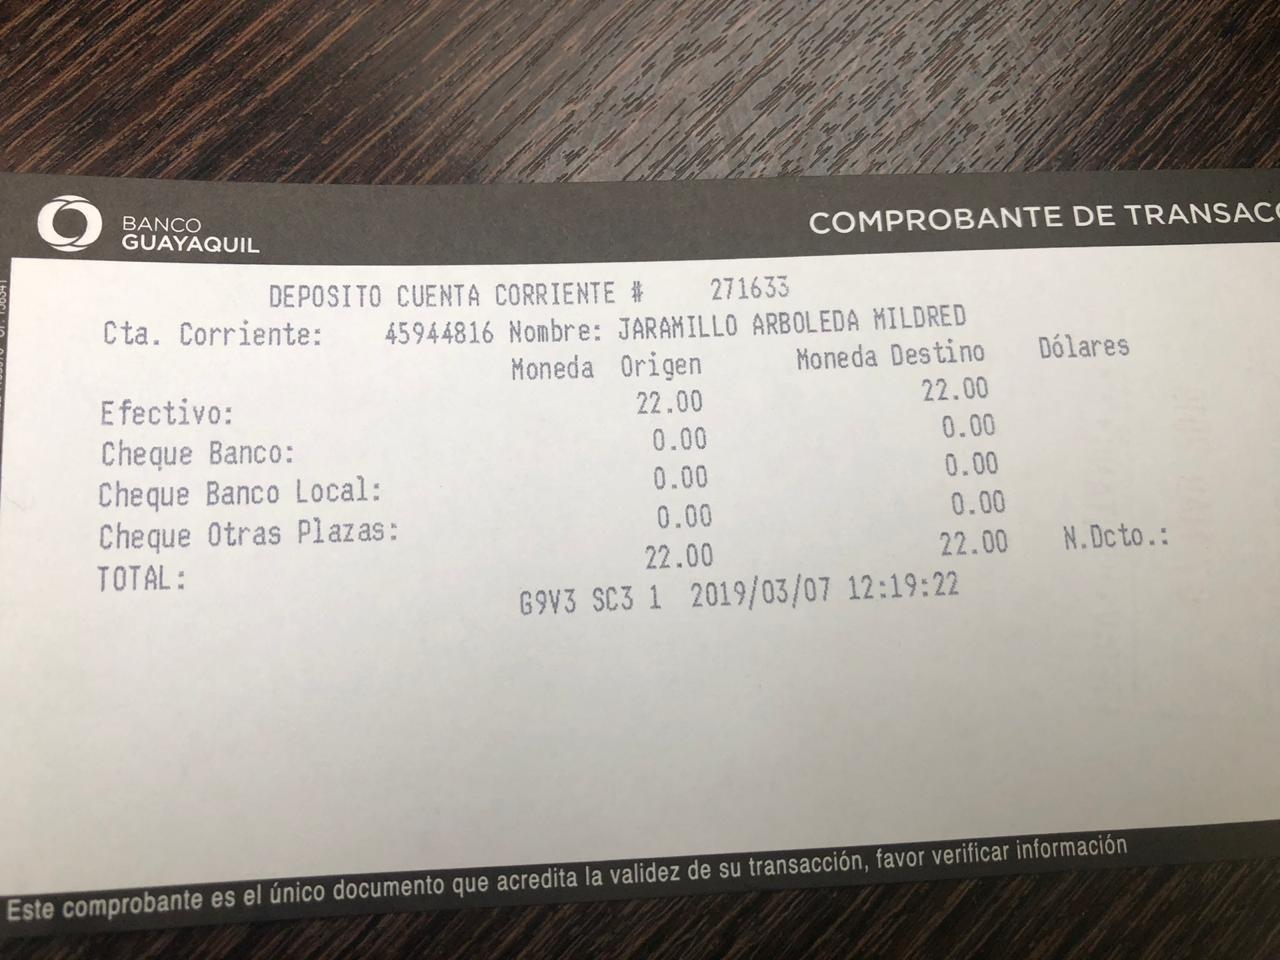 BANCO
GUAYAQUIL
COMPROBANTE DE TRANSACC
DEPOSITO CUENTA CORRIENTE # 271633
Cta. Corriente: 45944816 Nombre: JARAMILLO ARBOLEDA MILDRED
Moneda Origen Moneda Destino Dólares
Efectivo: 22.00 22.00
Cheque Banco: 0.00 0.00
Cheque Banco Local: 0.00 0.00
Cheque Otras Plazas: 0.00 0.00
TOTAL: 22.00 22.00 N.Dcto.:
G9V3 SC3 1 2019/03/07 12:19:22
Este comprobante es el único documento que acredita la validez de su transacción, favor verificar información